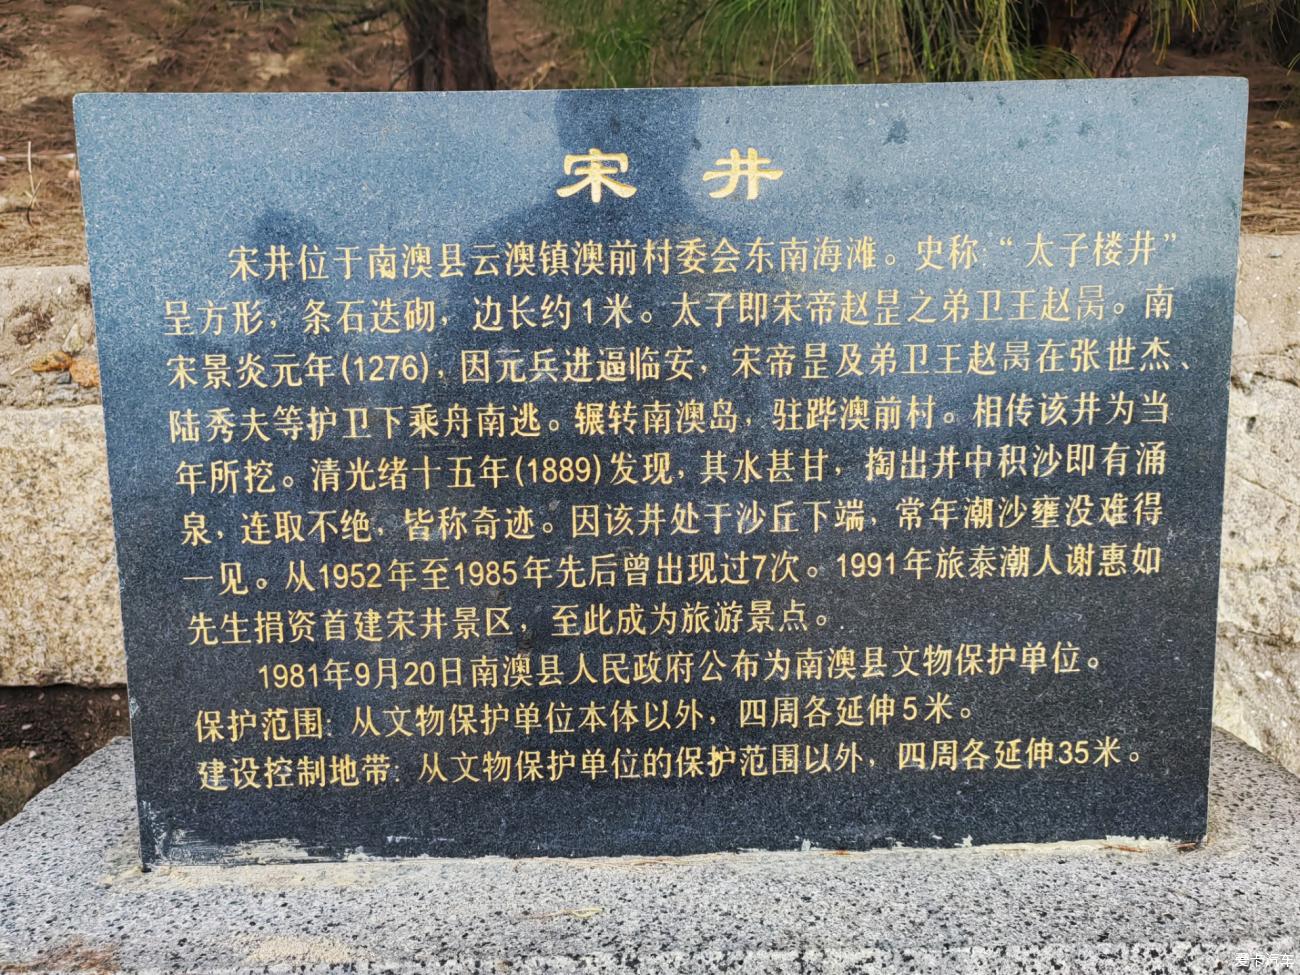 宋井
宋井位于南澳县云澳镇澳前村委会东南海滩。史称:“太子楼井”
呈方形，条石迭砌，边长约1米。太子即宋帝赵昰之弟卫王赵昺。南
宋景炎元年(1276)，因元兵进逼临安，宋帝昰及弟卫王赵昺在张世杰、
陆秀夫等护卫下乘舟南逃。辗转南澳岛，驻跸澳前村。相传该井为当
年所挖。清光绪十五年(1889)发现，其水甚甘，掏出井中积沙即有涌
泉，连取不绝，皆称奇迹。因该井处于沙丘下端，常年潮沙壅没难得
一见。从1952年至1985年先后曾出现过7次。1991年旅泰潮人谢惠如
先生捐资首建宋井景区，至此成为旅游景点。
1981年9月20日南澳县人民政府公布为南澳县文物保护单位。
保护范围：从文物保护单位本体以外，四周各延伸5米。
建设控制地带：从文物保护单位的保护范围以外，四周各延伸35米。
爱卡汽车